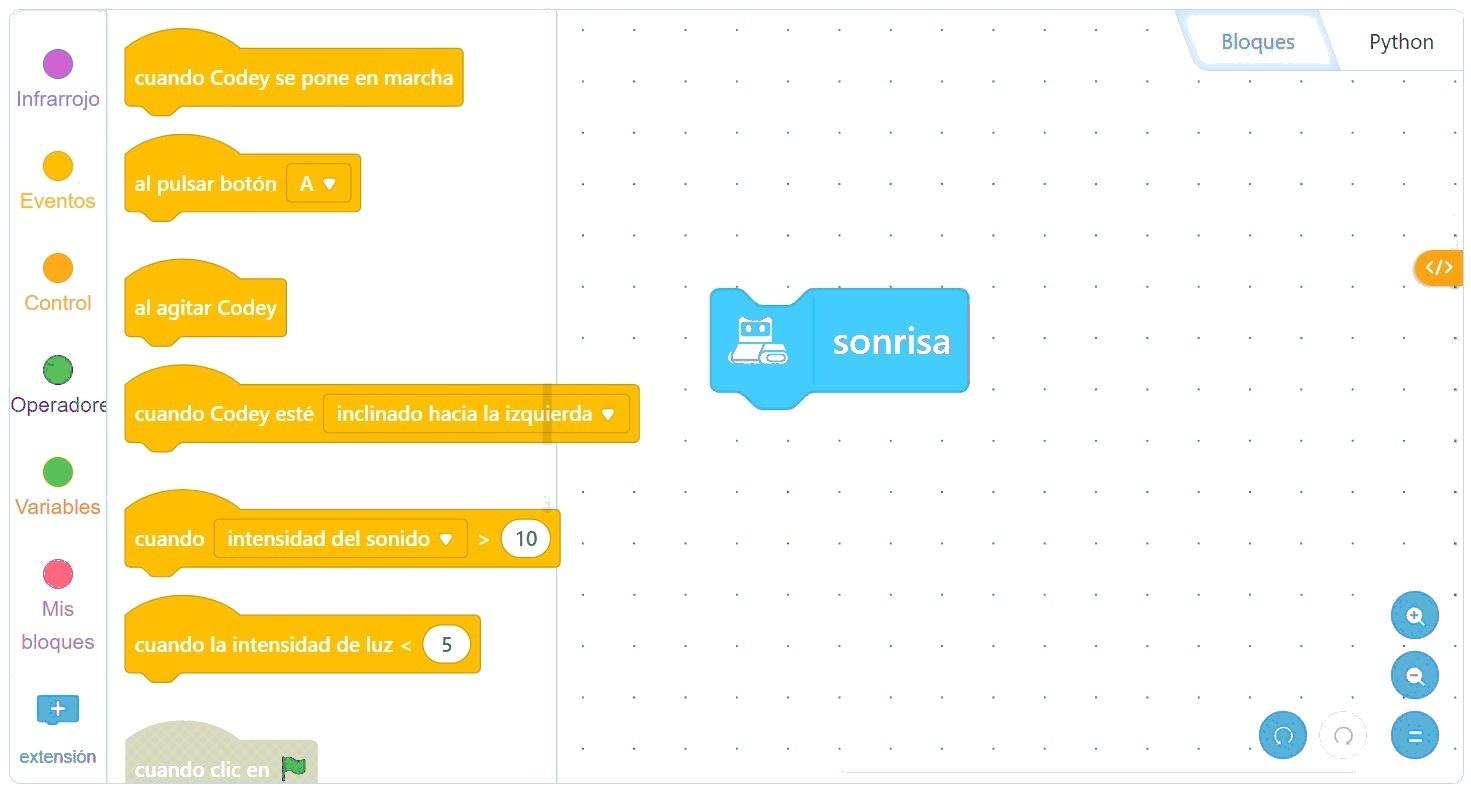 Infrarrojo
Eventos
Control
Operadore
Variables
Mis
bloques
extensión
cuando Codey se pone en marcha
al pulsar botón A
al agitar Codey
cuando Codey esté inclinado hacia la izquierda
cuando intensidad del sonido > 10
cuando la intensidad de luz < 5
cuando clic en
sonrisa
Bloques Python
</>